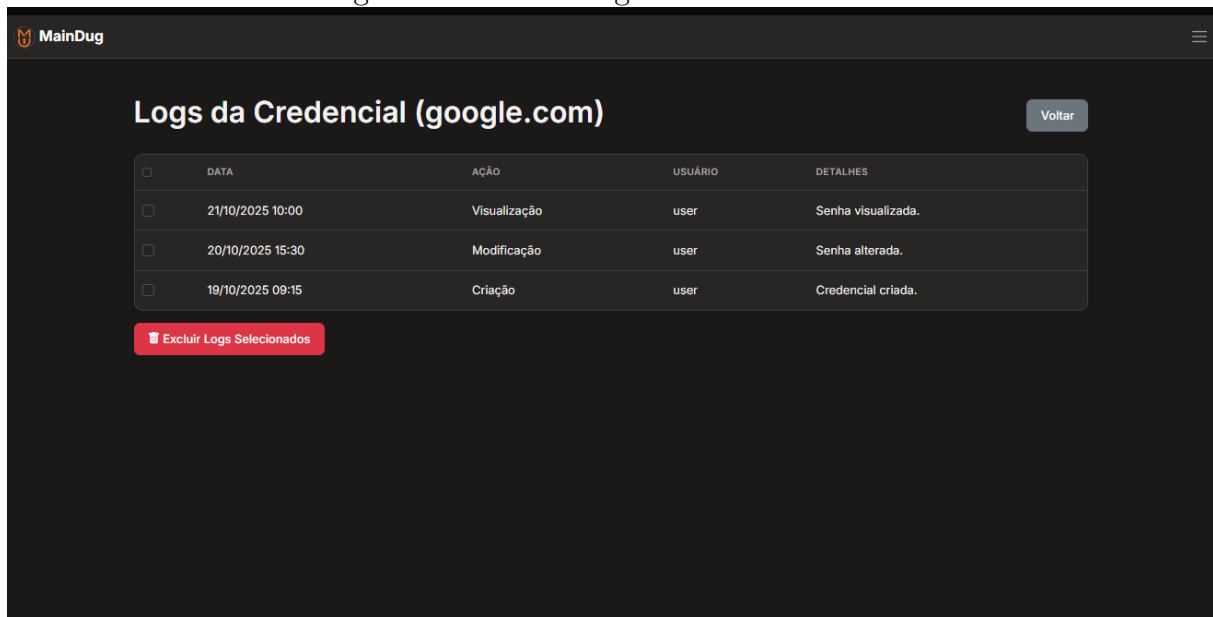 MainDug
Logs da Credencial (google.com)
Voltar
DATA AÇÃO USUÁRIO DETALHES
21/10/2025 10:00 Visualização user Senha visualizada.
20/10/2025 15:30 Modificação user Senha alterada.
19/10/2025 09:15 Criação user Credencial criada.
Excluir Logs Selecionados